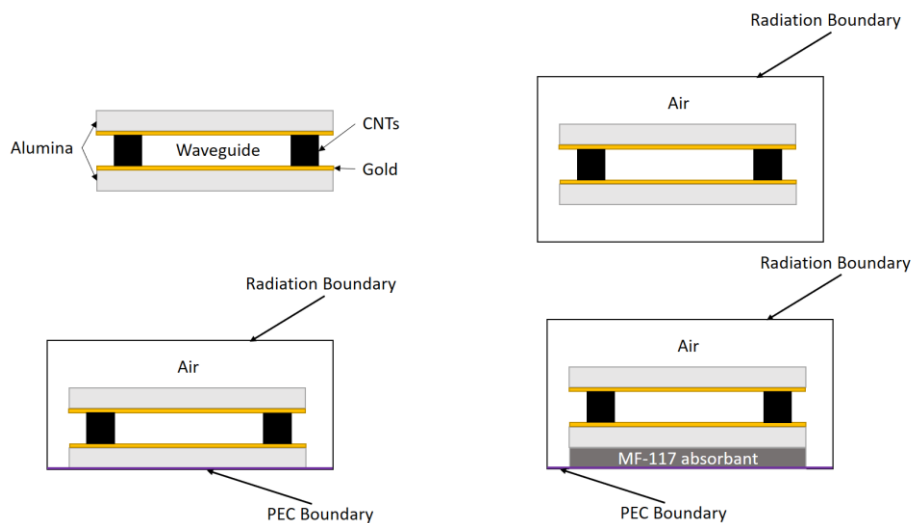 Alumina
CNTs
Waveguide
Gold
Radiation Boundary
Air
Radiation Boundary
Air
PEC Boundary
Radiation Boundary
Air
MF-117 absorbant
PEC Boundary